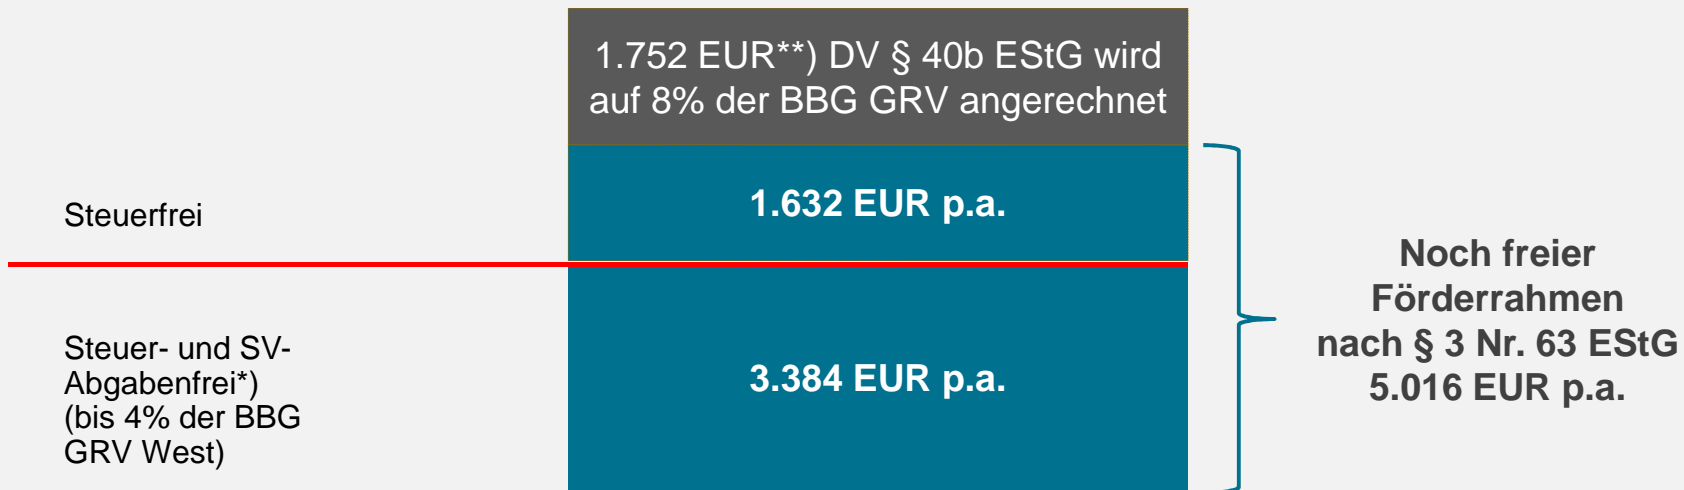 1.752 EUR**) DV § 40b EStG wird
auf 8% der BBG GRV angerechnet
Steuerfrei
1.632 EUR p.a.
Steuer- und SV-
Abgabenfrei*)
(bis 4% der BBG
GRV West)
3.384 EUR p.a.
Noch freier
Förderrahmen
nach § 3 Nr. 63 EStG
5.016 EUR p.a.